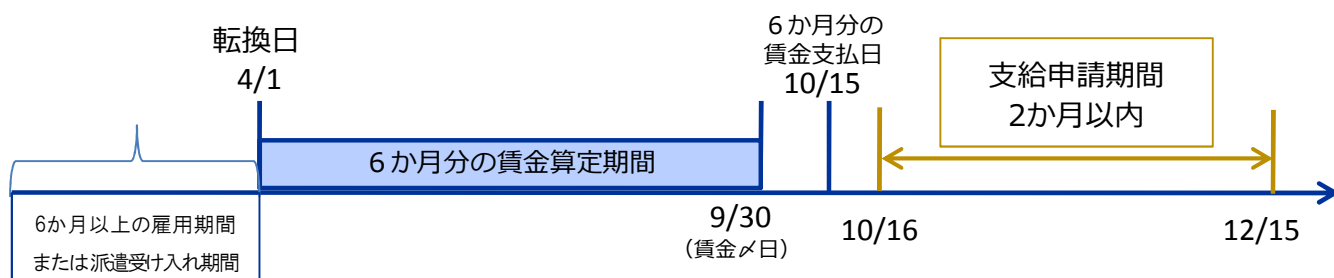 転換日
4/1
6か月分の
賃金支払日
10/15
支給申請期間
2か月以内
6か月分の賃金算定期間
6か月以上の雇用期間
または派遣受け入れ期間
9/30
(賃金〆日)
10/16
12/15